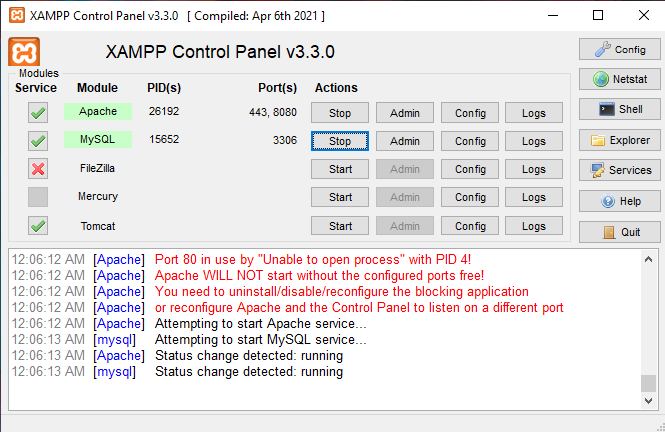 XAMPP Control Panel v3.3.0 [ Compiled: Apr 6th 2021 ]
XAMPP Control Panel v3.3.0
Config
Modules
Service Module PID(s) Port(s) Actions
Netstat
Apache 26192 443, 8080 Stop Admin Config Logs
Shell
MySQL 15652 3306 Stop Admin Config Logs
Explorer
FileZilla Start Admin Config Logs
Services
Mercury Start Admin Config Logs
Help
Tomcat Start Admin Config Logs
Quit
12:06:12 AM [Apache] Port 80 in use by "Unable to open process" with PID 4!
12:06:12 AM [Apache] Apache WILL NOT start without the configured ports free!
12:06:12 AM [Apache] You need to uninstall/disable/reconfigure the blocking application
12:06:12 AM [Apache] or reconfigure Apache and the Control Panel to listen on a different port
12:06:12 AM [Apache] Attempting to start Apache service...
12:06:13 AM [mysql] Attempting to start MySQL service...
12:06:13 AM [Apache] Status change detected: running
12:06:13 AM [mysql] Status change detected: running